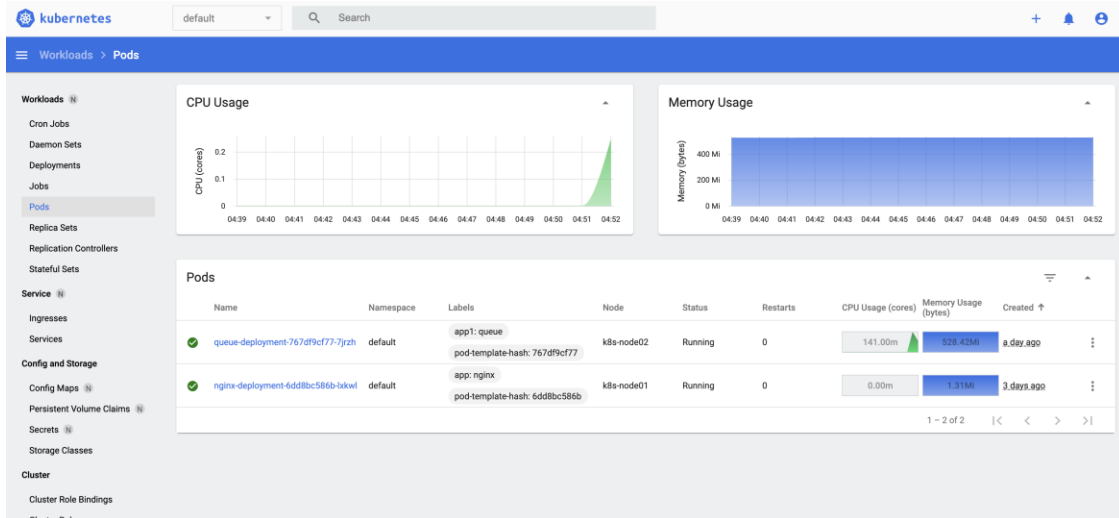 kubernetes
default
Search
Workloads > Pods
Workloads N
Cron Jobs
Daemon Sets
Deployments
Jobs
Pods
Replica Sets
Replication Controllers
Stateful Sets
Service N
Ingresses
Services
Config and Storage
Config Maps N
Persistent Volume Claims N
Secrets N
Storage Classes
Cluster
Cluster Role Bindings
CPU Usage
CPU (cores)
0.2
0.1
0
04:39 04:40 04:41 04:42 04:43 04:44 04:45 04:46 04:47 04:48 04:49 04:50 04:51 04:52
Memory Usage
Memory (bytes)
400 Mi
200 Mi
0 Mi
04:39 04:40 04:41 04:42 04:43 04:44 04:45 04:46 04:47 04:48 04:49 04:50 04:51 04:52
Pods
Name Namespace Labels Node Status Restarts CPU Usage (cores) Memory Usage (bytes) Created
queue-deployment-767df9cf77-7jrzh default app1: queue k8s-node02 Running 0 141.00m 528.42Mi a day ago
pod-template-hash: 767df9cf77
nginx-deployment-6dd8bc586b-lxkwl default app: nginx k8s-node01 Running 0 0.00m 1.31Mi 3 days ago
pod-template-hash: 6dd8bc586b
1 – 2 of 2